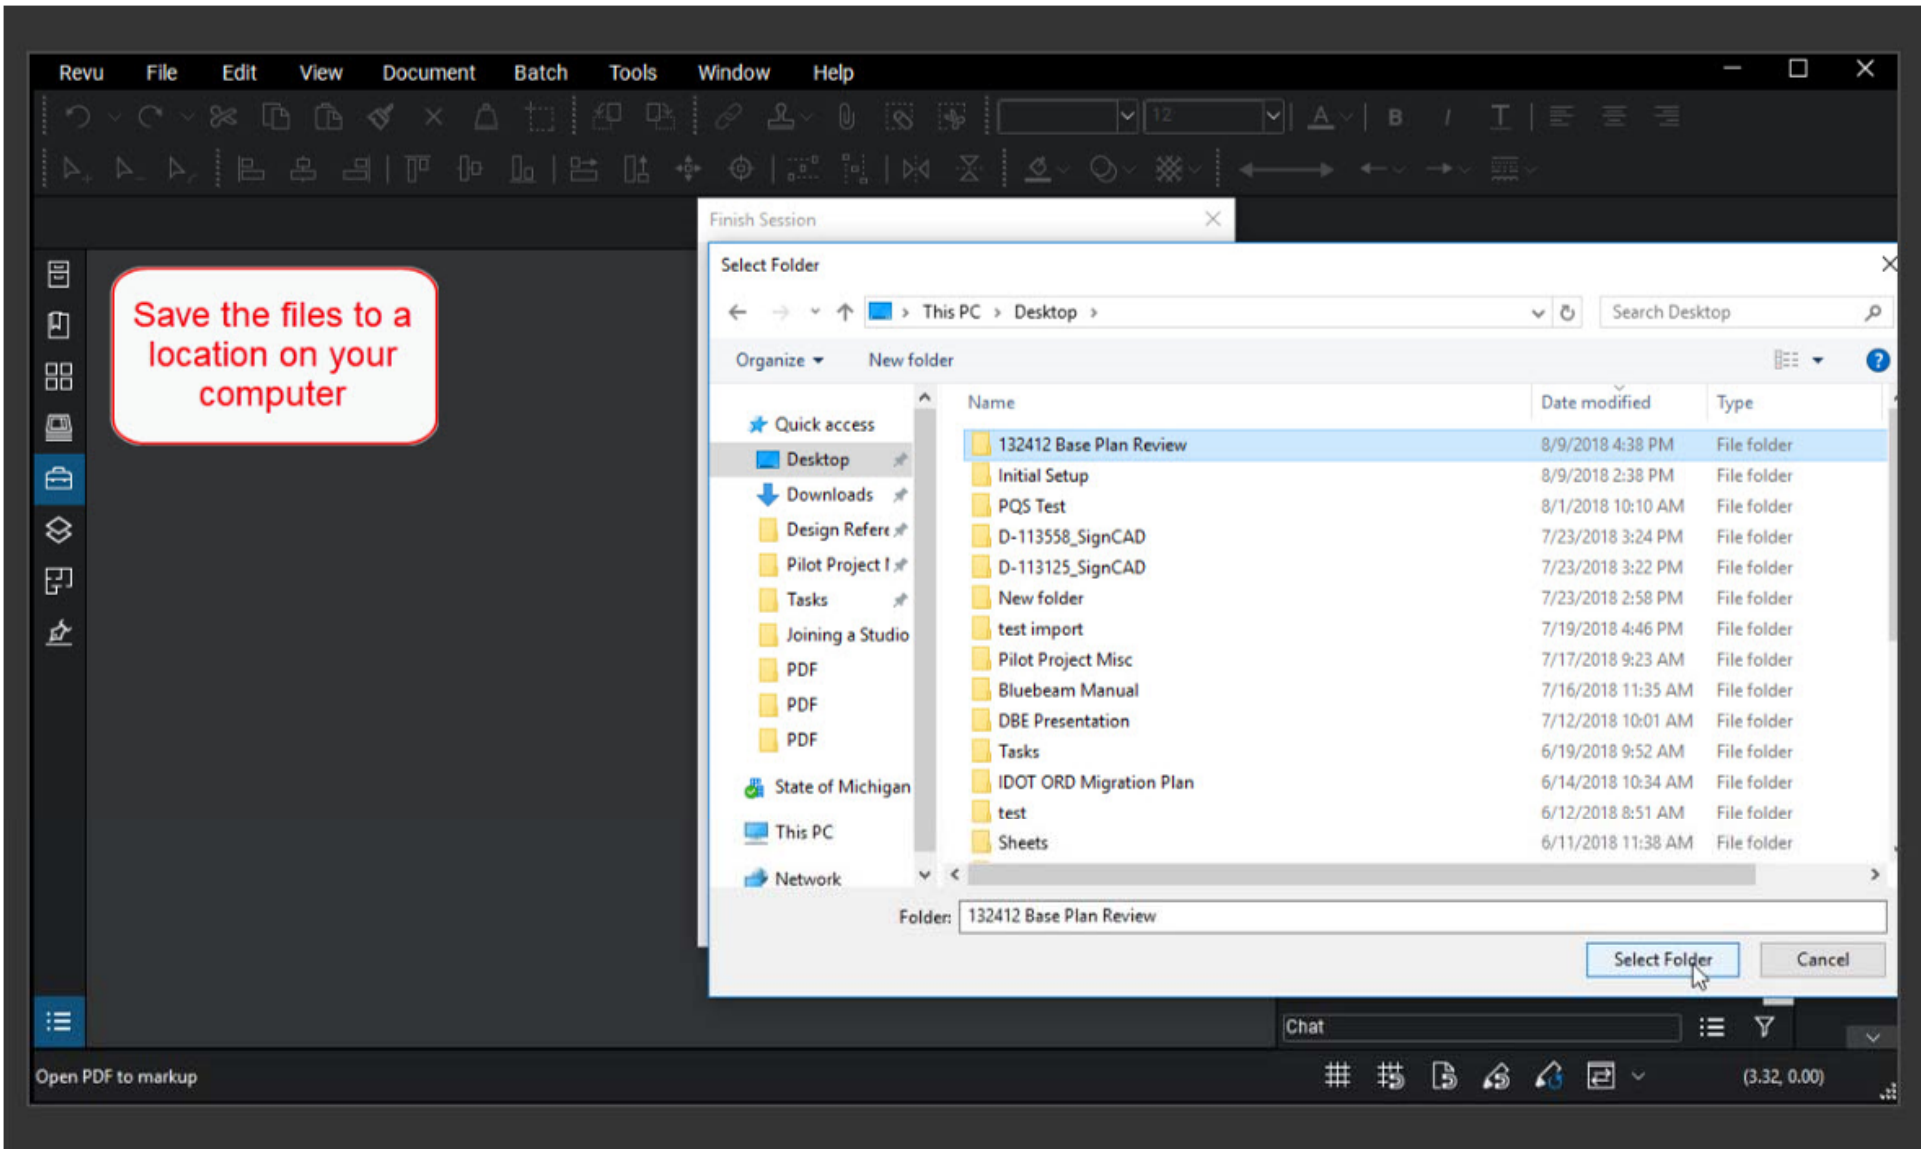 Revu File Edit View Document Batch Tools Window Help
12 A B I T
Finish Session
Select Folder
Save the files to a
location on your
computer
This PC > Desktop >
Search Desktop
Organize New folder
?
Name Date modified Type
Quick access
Desktop
Downloads
Design Refere
Pilot Project
Tasks
Joining a Studio
PDF
PDF
PDF
State of Michigan
This PC
Network
132412 Base Plan Review 8/9/2018 4:38 PM File folder
Initial Setup 8/9/2018 2:38 PM File folder
PQS Test 8/1/2018 10:10 AM File folder
D-113558_SignCAD 7/23/2018 3:24 PM File folder
D-113125_SignCAD 7/23/2018 3:22 PM File folder
New folder 7/23/2018 2:58 PM File folder
test import 7/19/2018 4:46 PM File folder
Pilot Project Misc 7/17/2018 9:23 AM File folder
Bluebeam Manual 7/16/2018 11:35 AM File folder
DBE Presentation 7/12/2018 10:01 AM File folder
Tasks 6/19/2018 9:52 AM File folder
IDOT ORD Migration Plan 6/14/2018 10:34 AM File folder
test 6/12/2018 8:51 AM File folder
Sheets 6/11/2018 11:38 AM File folder
Folder: 132412 Base Plan Review
Select Folder Cancel
Chat
Open PDF to markup
(3.32, 0.00)